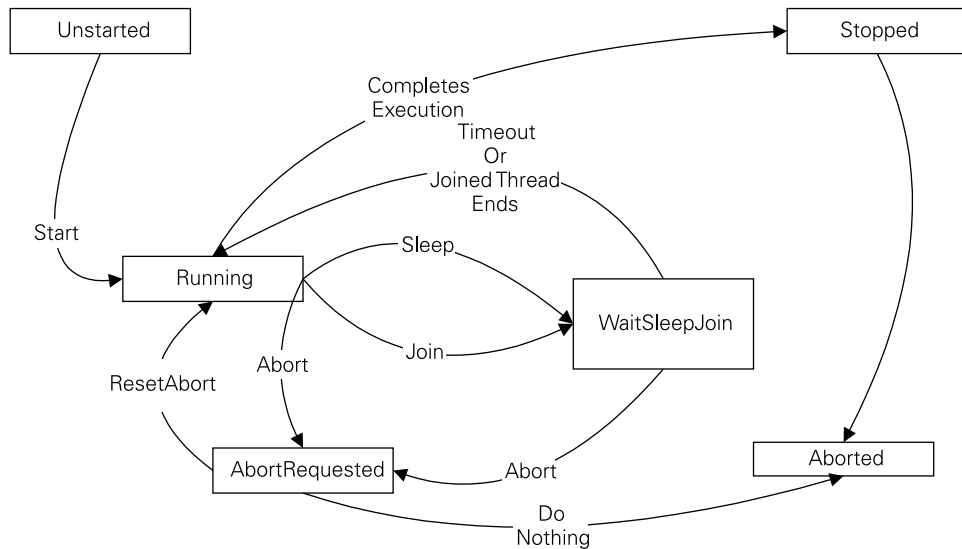 Unstarted
Stopped
Completes
Execution
Timeout
Or
Joined Thread
Ends
Start
Sleep
Running
WaitSleepJoin
Join
Abort
ResetAbort
AbortRequested
Abort
Aborted
Do
Nothing